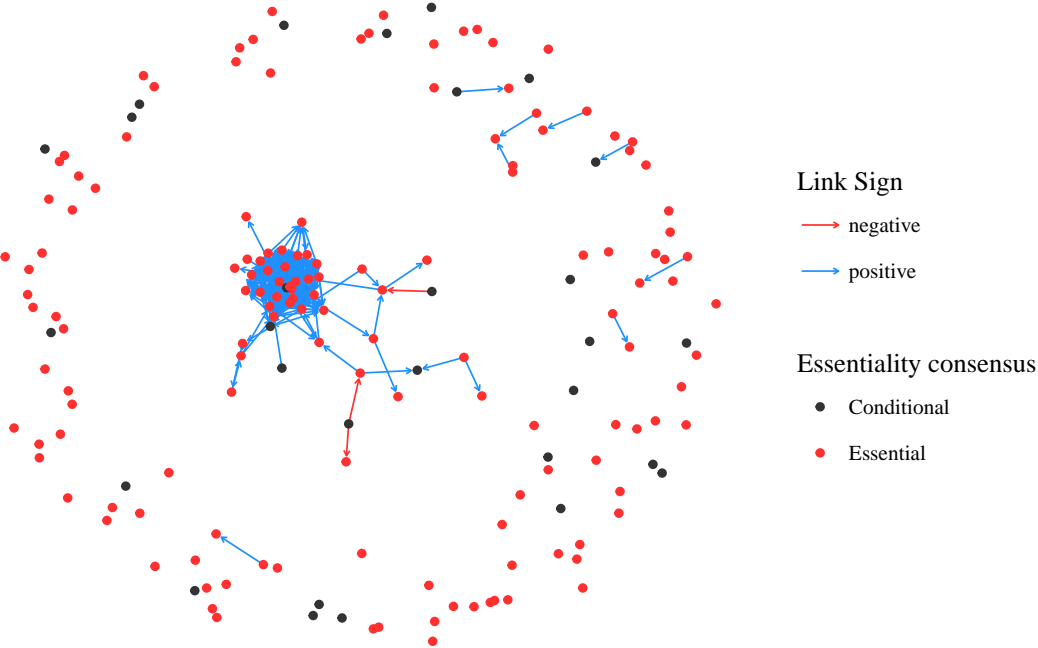 Link Sign
negative
positive
Essentiality consensus
Conditional
Essential